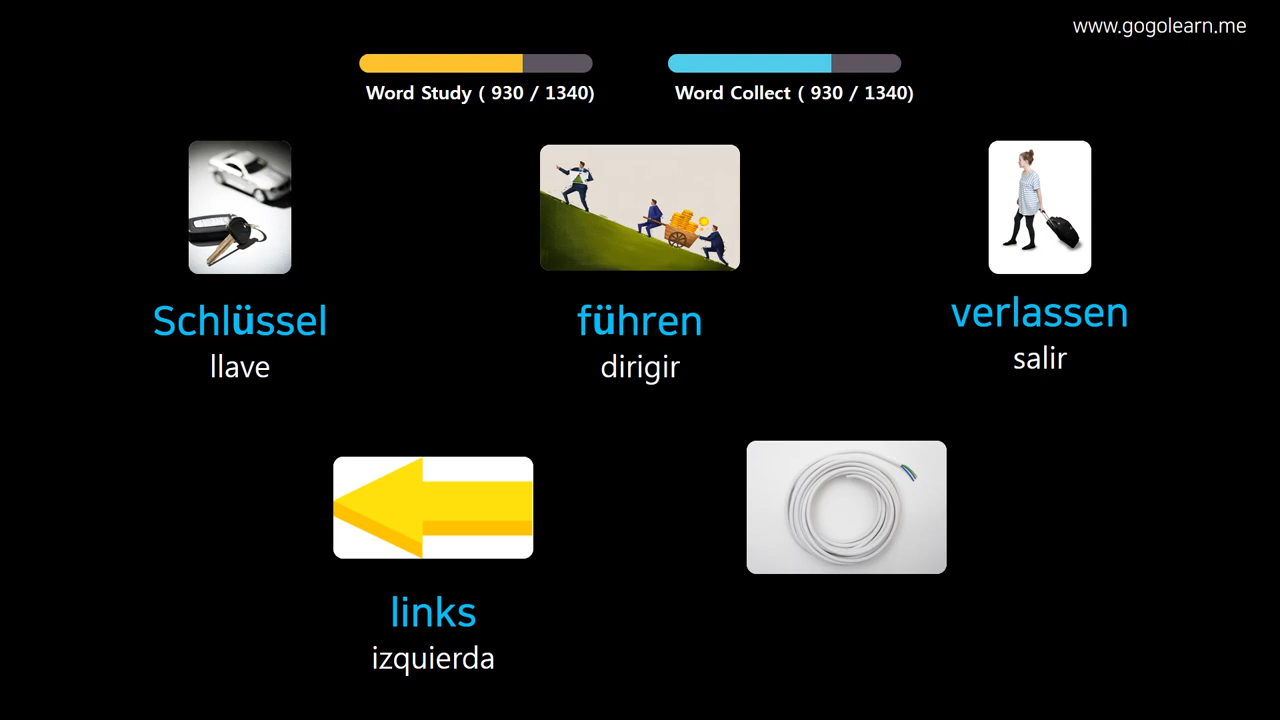 www.gogolearn.me
Word Study ( 930 / 1340)
Word Collect ( 930 / 1340)
Schlüssel
llave
führen
dirigir
verlassen
salir
links
izquierda